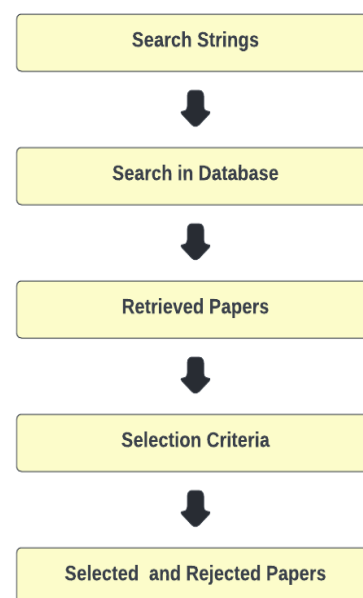 Search Strings
Search in Database
Retrieved Papers
Selection Criteria
Selected  and Rejected Papers